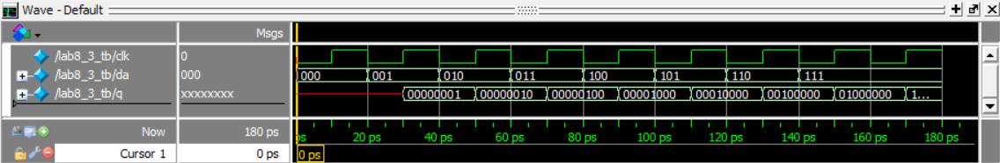 Wave - Default
Msgs
/lab8_3_tb/clk 0
/lab8_3_tb/da 000 000 001 010 011 100 101 110 111
/lab8_3_tb/q xxxxxxxx 00000001 00000010 00000100 00001000 00010000 00100000 01000000 1...
Now 180 ps ps 20 ps 40 ps 60 ps 80 ps 100 ps 120 ps 140 ps 160 ps 180 ps
Cursor 1 0 ps 0 ps